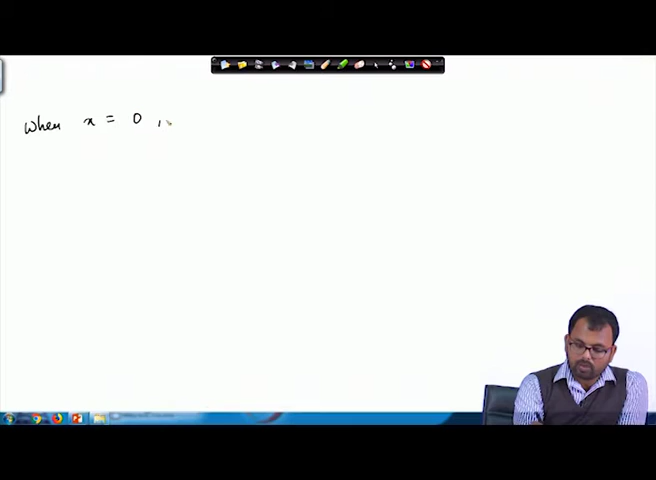 When x = 0 ,